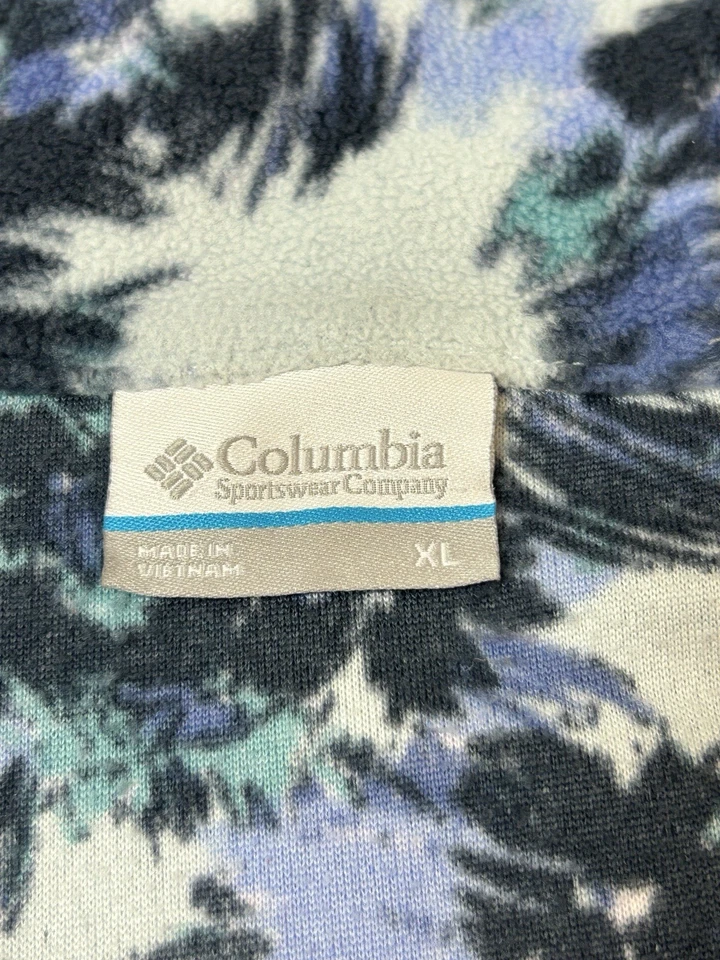 Columbia
Sportswear Company
MADE IN
VIETNAM
XL